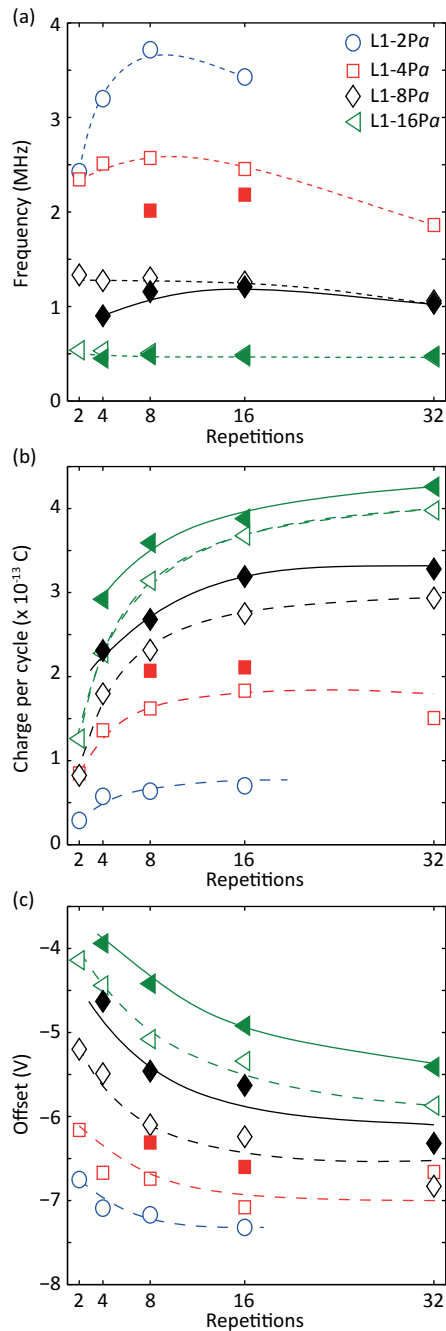 (a)
L1-2Pa
L1-4Pa
L1-8Pa
L1-16Pa
4
3
2
1
0
Frequency (MHz)
2 4 8 16 32
Repetitions
(b)
4
3
2
1
0
Charge per cycle (x 10⁻¹³ C)
2 4 8 16 32
Repetitions
(c)
−4
−5
−6
−7
−8
Offset (V)
2 4 8 16 32
Repetitions